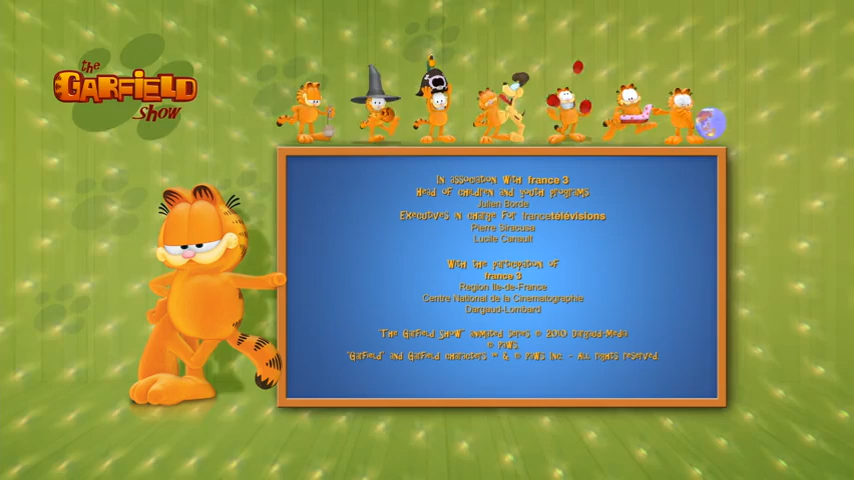 the
GARFIELD
Show
In association with france 3
Head of children and youth programs
Julien Borde
Executives in charge for francetélévisions
Pierre Siracusa
Lucile Canault
With the participation of
france 3
Region Ile-de-France
Centre National de la Cinematographie
Dargaud-Lombard
"The Garfield Show" animated series © 2010 Dargaud-Media
© Paws.
"Garfield" and Garfield characters ™ & © Paws Inc. - All rights reserved.